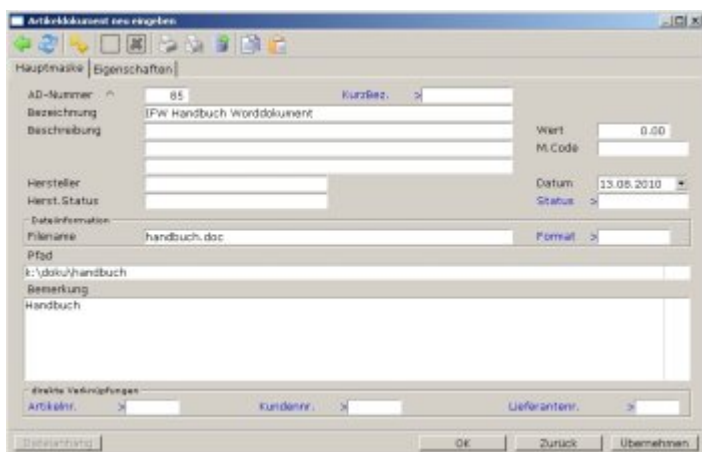 Artikeldokument neu eingeben
Hauptmaske Eigenschaften
AD-Nummer ^ 85 KurzBez. >
Bezeichnung IFW Handbuch Worddokument
Beschreibung Wert 0.00
M.Code
Hersteller Datum 13.08.2010
Herst.Status Status >
Dateiinformation
Filename handbuch.doc Format >
Pfad
k:\doku\handbuch
Bemerkung
Handbuch
direkte Verknüpfungen
Artikelnr. > Kundennr. > Lieferantennr. >
Dateianhang OK Zurück Übernehmen